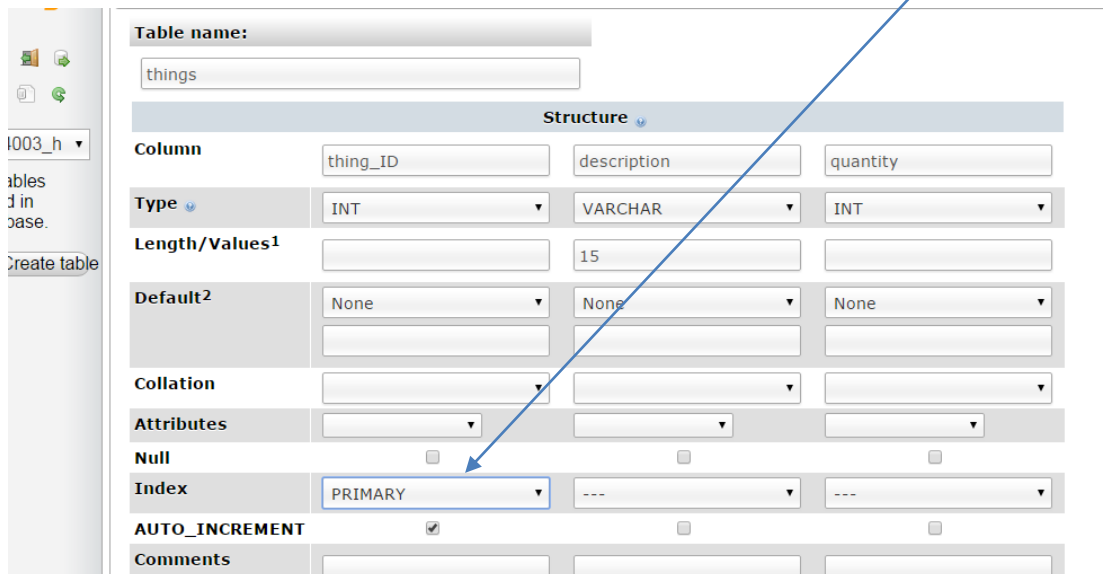 Table name:
things
Structure
Column
thing_ID description quantity
Type INT VARCHAR INT
Length/Values1
15
Default2
None None None
Collation
Attributes
Null
Index
PRIMARY --- ---
AUTO_INCREMENT
Comments
4003_h
ables
d in
base.
Create table